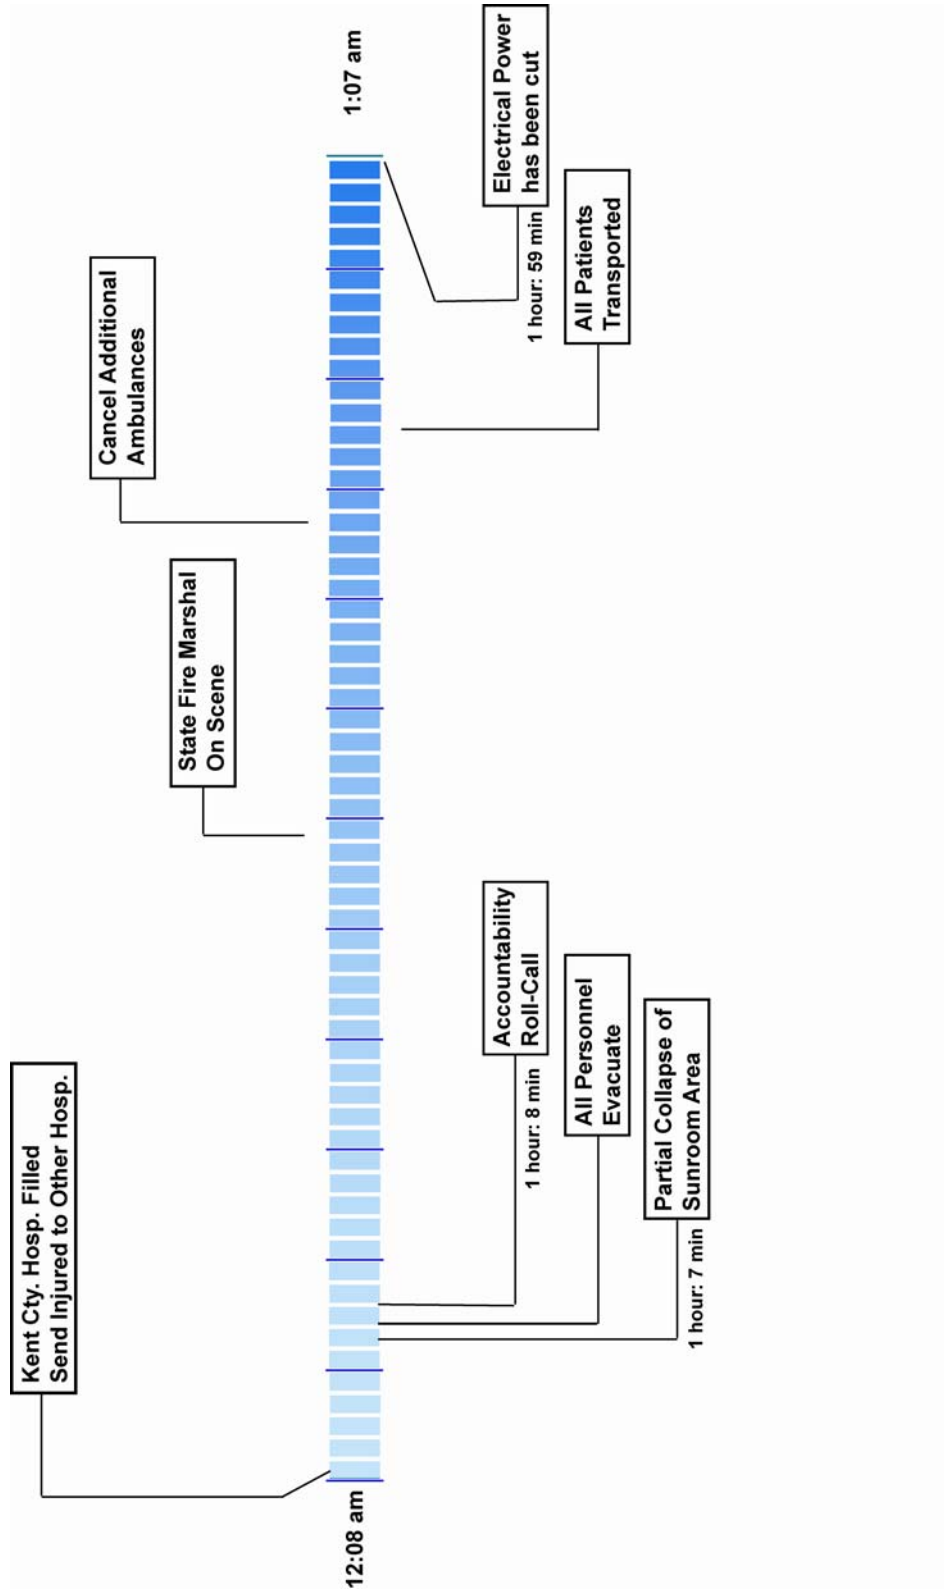 Kent Cty. Hosp. Filled
Send Injured to Other Hosp.
State Fire Marshal
On Scene
Cancel Additional
Ambulances
12:08 am
1:07 am
Accountability
Roll-Call
1 hour: 8 min
All Personnel
Evacuate
Partial Collapse of
Sunroom Area
1 hour: 7 min
Electrical Power
has been cut
1 hour: 59 min
All Patients
Transported